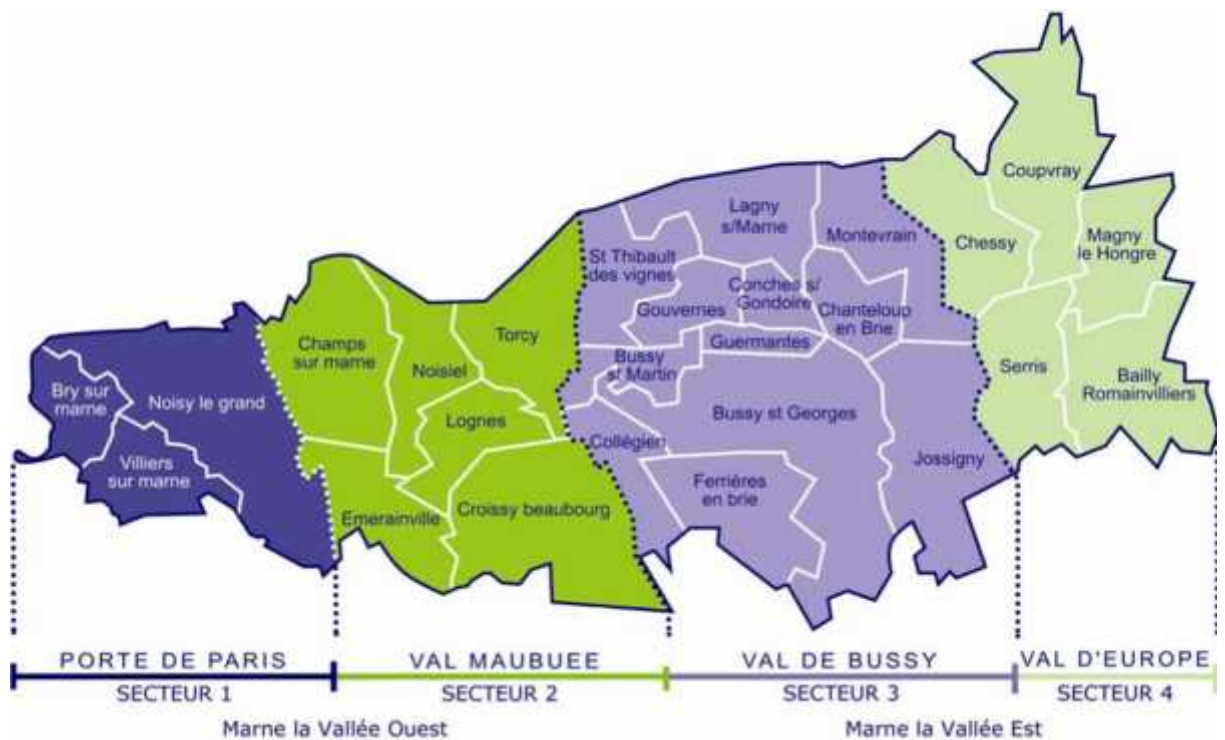 Coupvray
Lagny
s/Marne
Montevrain
Chessy
Magny
le Hongre
St Thibault
des vignes
Conches s/
Gondoire
Gouvernes
Chanteloup
en Brie
Torcy
Champs
sur marne
Guermantes
Noisiel
Bussy
st Martin
Serris
Bailly
Romainvilliers
Bry sur
marne
Noisy le grand
Lognes
Bussy st Georges
Collégien
Jossigny
Villiers
sur marne
Ferrières
en brie
Emerainville
Croissy beaubourg
PORTE DE PARIS
VAL MAUBUEE
VAL DE BUSSY
VAL D'EUROPE
SECTEUR 1
SECTEUR 2
SECTEUR 3
SECTEUR 4
Marne la Vallée Ouest
Marne la Vallée Est